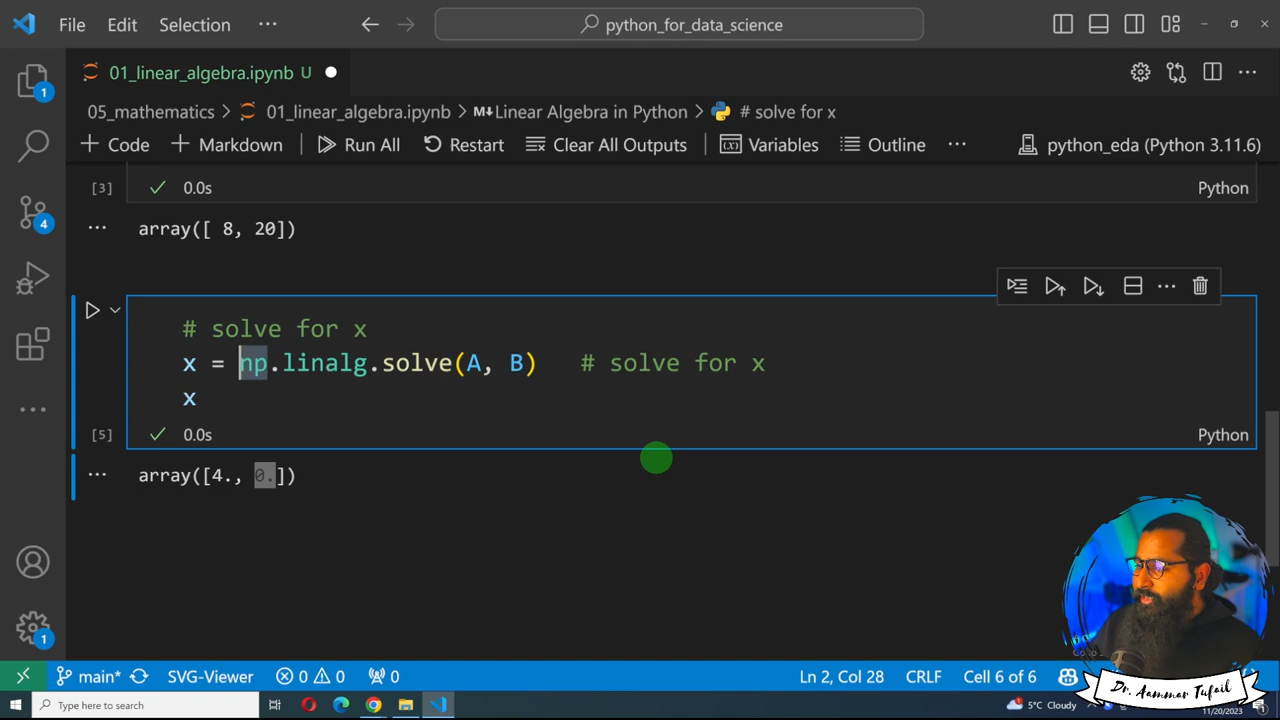 File Edit Selection ··· python_for_data_science
01_linear_algebra.ipynb U
05_mathematics > 01_linear_algebra.ipynb > M↓Linear Algebra in Python > # solve for x
+ Code + Markdown Run All Restart Clear All Outputs Variables Outline ··· python_eda (Python 3.11.6)
[3] 0.0s Python
array([ 8, 20])
# solve for x
x = np.linalg.solve(A, B) # solve for x
x
[5] 0.0s Python
array([4., 0.])
1
4
1
1
main* SVG-Viewer 0 0 0 Ln 2, Col 28 CRLF Cell 6 of 6
Dr. Aammar Tufail
Type here to search 5°C Cloudy 11/20/2023